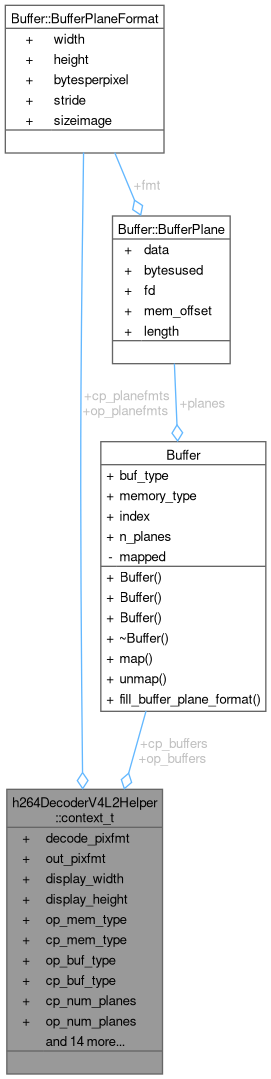 Buffer::BufferPlaneFormat
+ width
+ height
+ bytesperpixel
+ stride
+ sizeimage
+fmt
Buffer::BufferPlane
+ data
+ bytesused
+ fd
+ mem_offset
+ length
+cp_planefmts
+op_planefmts
+planes
Buffer
+ buf_type
+ memory_type
+ index
+ n_planes
- mapped
+ Buffer()
+ Buffer()
+ Buffer()
+ ~Buffer()
+ map()
+ unmap()
+ fill_buffer_plane_format()
+cp_buffers
+op_buffers
h264DecoderV4L2Helper
::context_t
+ decode_pixfmt
+ out_pixfmt
+ display_width
+ display_height
+ op_mem_type
+ cp_mem_type
+ op_buf_type
+ cp_buf_type
+ cp_num_planes
+ op_num_planes
and 14 more...